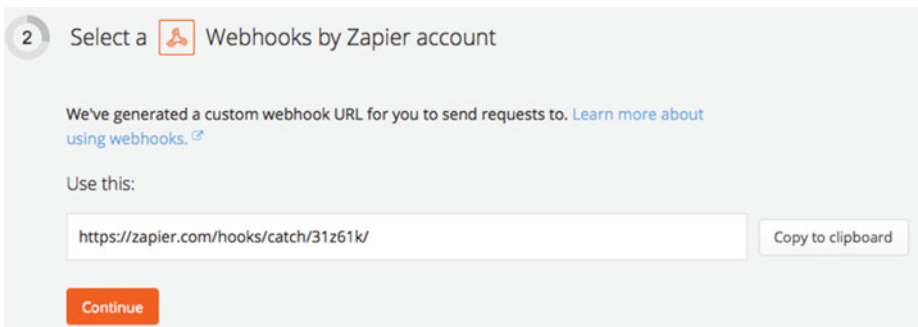 2 Select a Webhooks by Zapier account
We've generated a custom webhook URL for you to send requests to. Learn more about
using webhooks.
Use this:
https://zapier.com/hooks/catch/31z61k/ Copy to clipboard
Continue